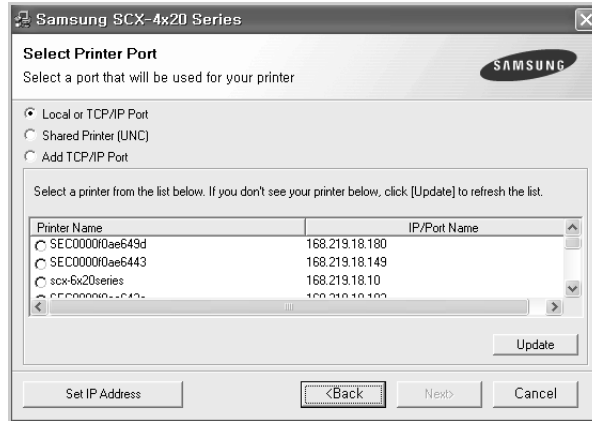 Samsung SCX-4x20 Series
Select Printer Port
Select a port that will be used for your printer
SAMSUNG
Local or TCP/IP Port
Shared Printer (UNC)
Add TCP/IP Port
Select a printer from the list below. If you don't see your printer below, click [Update] to refresh the list.
Printer Name IP/Port Name
SEC0000f0ae649d 168.219.18.180
SEC0000f0ae6443 168.219.18.149
scx-6x20series 168.219.18.10
Update
Set IP Address <Back Next> Cancel